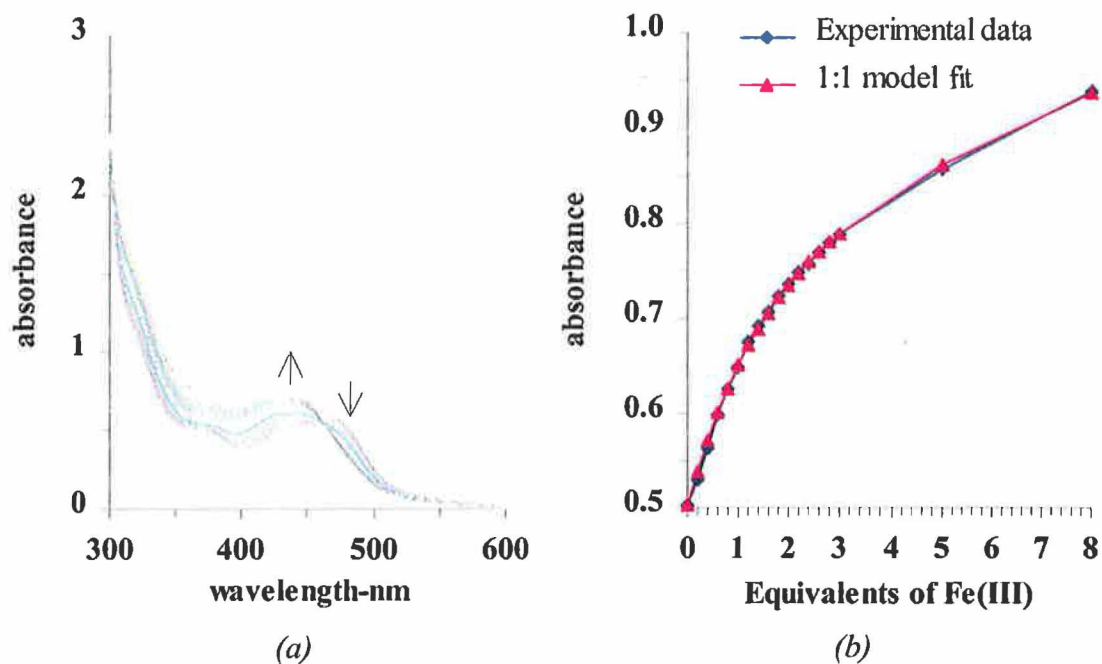 3
2
1
0
absorbance
300 400 500 600
wavelength-nm
(a)
1.0
0.9
0.8
0.7
0.6
0.5
absorbance
Experimental data
1:1 model fit
0 1 2 3 4 5 6 7 8
Equivalents of Fe(III)
(b)